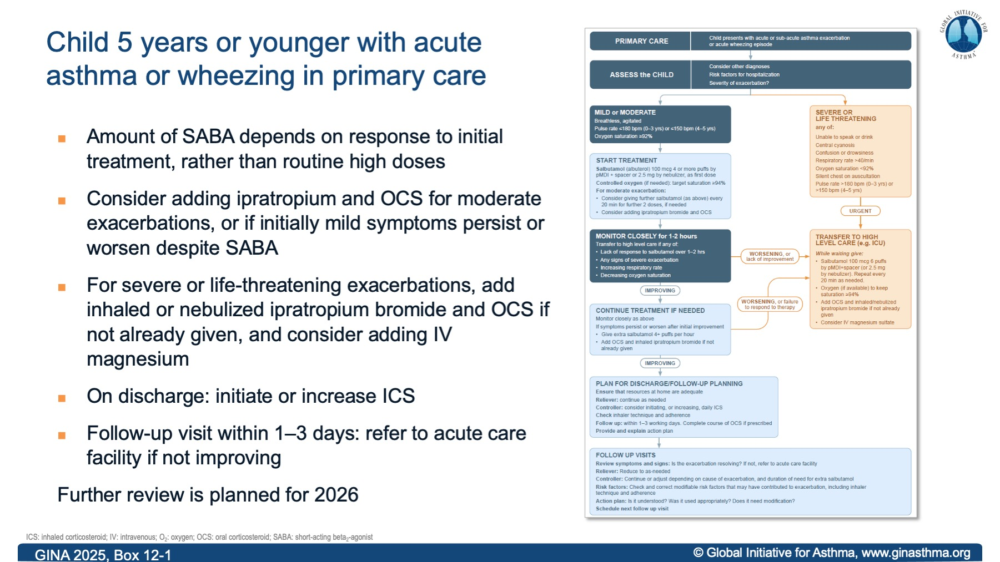 Child 5 years or younger with acute
asthma or wheezing in primary care
▪ Amount of SABA depends on response to initial
treatment, rather than routine high doses
▪ Consider adding ipratropium and OCS for moderate
exacerbations, or if initially mild symptoms persist or
worsen despite SABA
▪ For severe or life-threatening exacerbations, add
inhaled or nebulized ipratropium bromide and OCS if
not already given, and consider adding IV
magnesium
▪ On discharge: initiate or increase ICS
▪ Follow-up visit within 1–3 days: refer to acute care
facility if not improving
Further review is planned for 2026
PRIMARY CARE
Child presents with acute or sub-acute asthma exacerbation
or acute wheezing episode
ASSESS the CHILD
Consider other diagnoses
Risk factors for hospitalization
Severity of exacerbation?
MILD or MODERATE
Breathless, agitated
Pulse rate ≤180 bpm (0–3 yrs) or ≤150 bpm (4–5 yrs)
Oxygen saturation ≥92%
SEVERE OR
LIFE THREATENING
any of:
Unable to speak or drink
Central cyanosis
Confusion or drowsiness
Respiratory rate >40/min
Oxygen saturation <92%
Silent chest on auscultation
Pulse rate >180 bpm (0–3 yrs) or
>150 bpm (4–5 yrs)
START TREATMENT
Salbutamol (albuterol) 100 mcg 4 or more puffs by
pMDI + spacer or 2.5 mg by nebulizer, as first dose
Controlled oxygen (if needed): target saturation ≥94%
For moderate exacerbation:
• Consider giving further salbutamol (as above) every
20 min for further 2 doses, if needed
• Consider adding ipratropium bromide and OCS
URGENT
MONITOR CLOSELY for 1-2 hours
Transfer to high level care if any of:
• Lack of response to salbutamol over 1–2 hrs
• Any signs of severe exacerbation
• Increasing respiratory rate
• Decreasing oxygen saturation
WORSENING, or
lack of improvement
TRANSFER TO HIGH
LEVEL CARE (e.g. ICU)
While waiting give:
• Salbutamol 100 mcg 6 puffs
by pMDI+spacer (or 2.5 mg
by nebulizer). Repeat every
20 min as needed.
• Oxygen (if available) to keep
saturation ≥94%
• Add OCS and inhaled/nebulized
ipratropium bromide if not already
given
• Consider IV magnesium sulfate
IMPROVING
WORSENING, or failure
to respond to therapy
CONTINUE TREATMENT IF NEEDED
Monitor closely as above
If symptoms persist or worsen after initial improvement
• Give extra salbutamol 4+ puffs per hour
• Add OCS and inhaled ipratropium bromide if not
already given
IMPROVING
PLAN FOR DISCHARGE/FOLLOW-UP PLANNING
Ensure that resources at home are adequate
Reliever: continue as needed
Controller: consider initiating, or increasing, daily ICS
Check inhaler technique and adherence
Follow up: within 1–3 working days. Complete course of OCS if prescribed
Provide and explain action plan
FOLLOW UP VISITS
Review symptoms and signs: Is the exacerbation resolving? If not, refer to acute care facility
Reliever: Reduce to as-needed
Controller: Continue or adjust depending on cause of exacerbation, and duration of need for extra salbutamol
Risk factors: Check and correct modifiable risk factors that may have contributed to exacerbation, including inhaler
technique and adherence
Action plan: Is it understood? Was it used appropriately? Does it need modification?
Schedule next follow up visit
GLOBAL INITIATIVE FOR
ASTHMA
ICS: inhaled corticosteroid; IV: intravenous; O₂: oxygen; OCS: oral corticosteroid; SABA: short-acting beta₂-agonist
GINA 2025, Box 12-1
© Global Initiative for Asthma, www.ginasthma.org